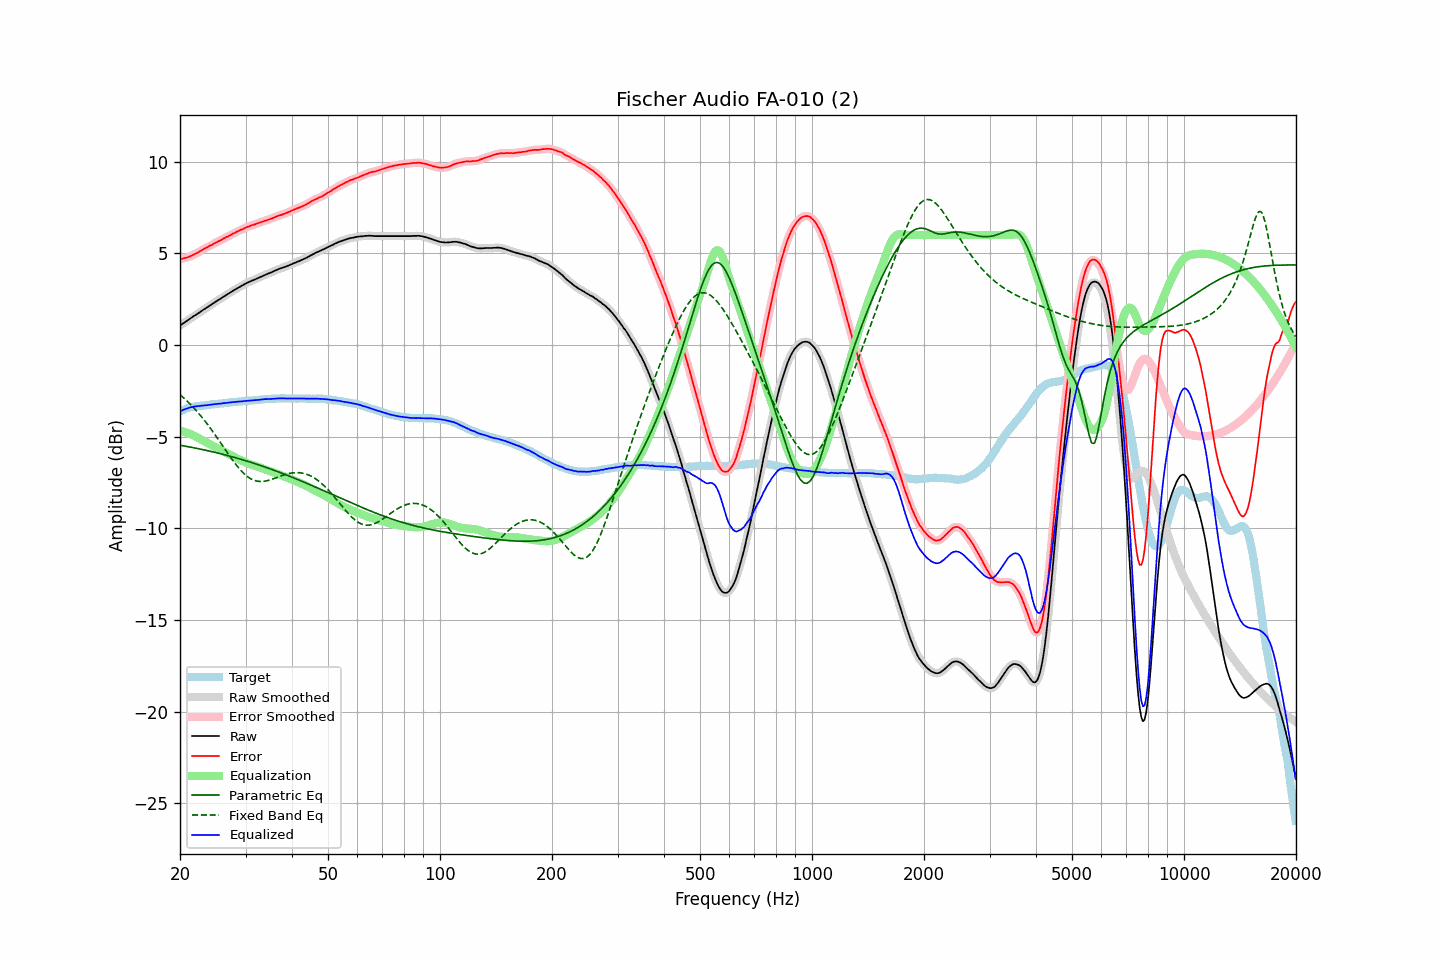 Fischer Audio FA-010 (2)
Amplitude (dBr)
10
5
0
−5
−10
−15
−20
−25
Target
Raw Smoothed
Error Smoothed
Raw
Error
Equalization
Parametric Eq
Fixed Band Eq
Equalized
20 50 100 200 500 1000 2000 5000 10000 20000
Frequency (Hz)